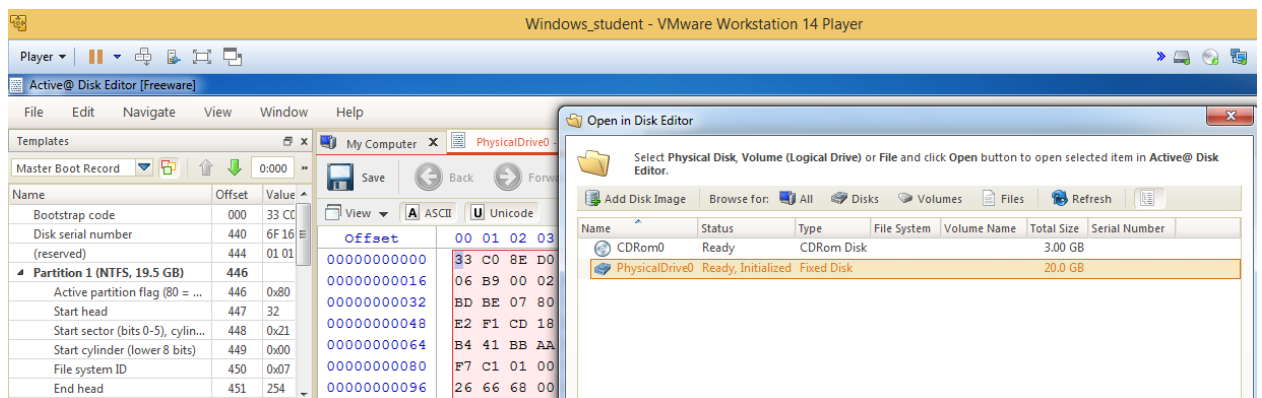 Windows_student - VMware Workstation 14 Player
Player
Active@ Disk Editor [Freeware]
File Edit Navigate View Window Help
Templates
Master Boot Record 0:000
Name Offset Value
Bootstrap code 000 33 C0
Disk serial number 440 6F 16
(reserved) 444 01 01
Partition 1 (NTFS, 19.5 GB) 446
Active partition flag (80 = ... 446 0x80
Start head 447 32
Start sector (bits 0-5), cylin... 448 0x21
Start cylinder (lower 8 bits) 449 0x00
File system ID 450 0x07
End head 451 254
My Computer X PhysicalDrive0 -
Save Back Forwa
View A ASCII U Unicode
Offset 00 01 02 03
00000000000 33 C0 8E D0
00000000016 06 B9 00 02
00000000032 BD BE 07 80
00000000048 E2 F1 CD 18
00000000064 B4 41 BB AA
00000000080 F7 C1 01 00
00000000096 26 66 68 00
Open in Disk Editor
Select Physical Disk, Volume (Logical Drive) or File and click Open button to open selected item in Active@ Disk
Editor.
Add Disk Image Browse for: All Disks Volumes Files Refresh
Name Status Type File System Volume Name Total Size Serial Number
CDRom0 Ready CDRom Disk 3.00 GB
PhysicalDrive0 Ready, Initialized Fixed Disk 20.0 GB